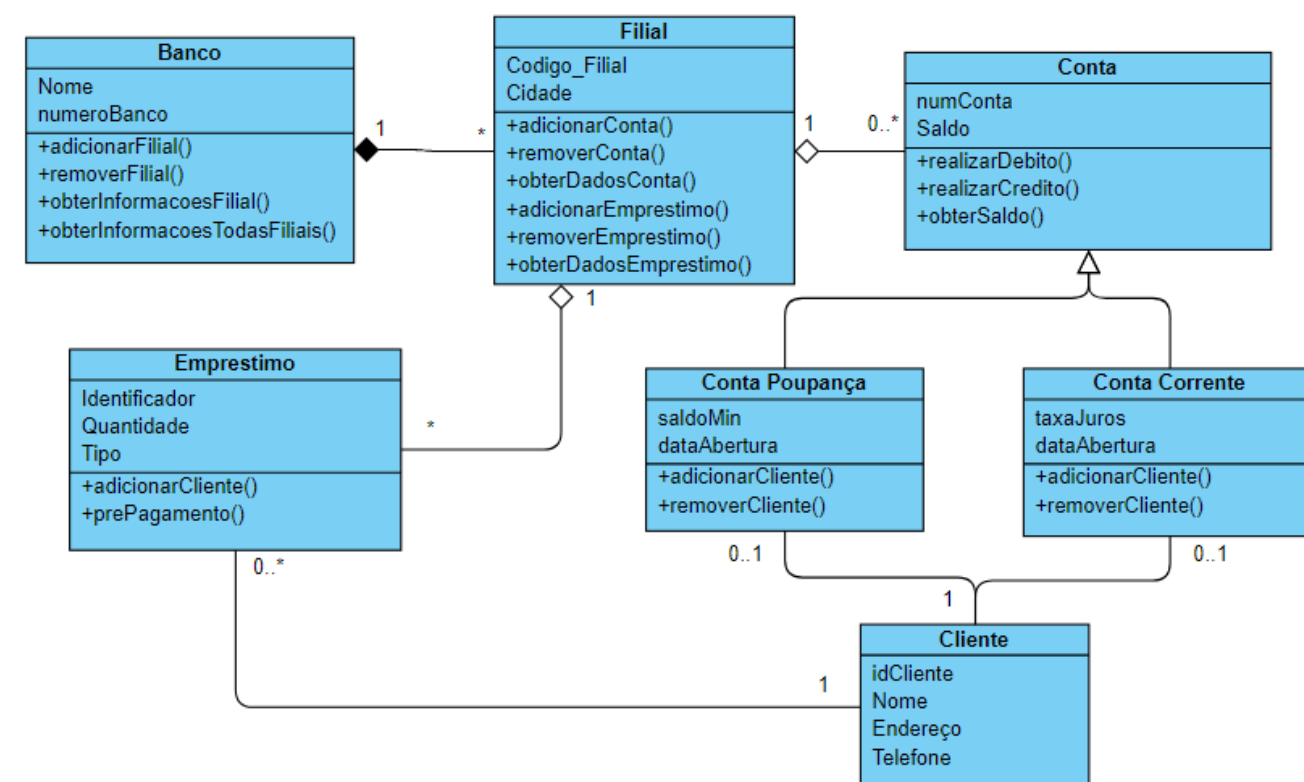 Banco
Nome
numeroBanco
+adicionarFilial()
+removerFilial()
+obterInformacoesFilial()
+obterInformacoesTodasFiliais()
1
*
Filial
Codigo_Filial
Cidade
+adicionarConta()
+removerConta()
+obterDadosConta()
+adicionarEmprestimo()
+removerEmprestimo()
+obterDadosEmprestimo()
1
0..*
Conta
numConta
Saldo
+realizarDebito()
+realizarCredito()
+obterSaldo()
1
*
Emprestimo
Identificador
Quantidade
Tipo
+adicionarCliente()
+prePagamento()
0..*
Conta Poupança
saldoMin
dataAbertura
+adicionarCliente()
+removerCliente()
0..1
Conta Corrente
taxaJuros
dataAbertura
+adicionarCliente()
+removerCliente()
0..1
1
1
Cliente
idCliente
Nome
Endereço
Telefone